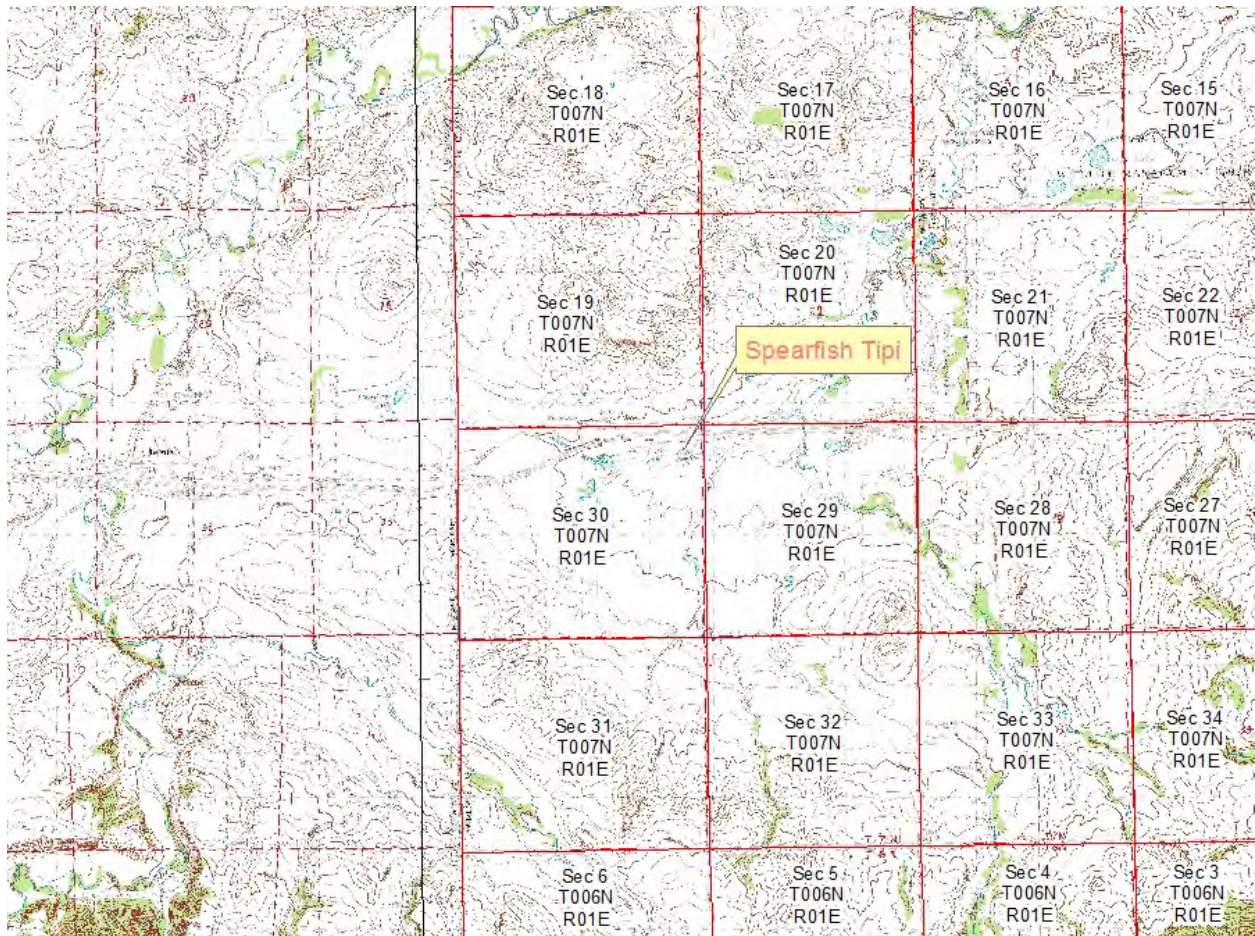 Sec 18
T007N
R01E
Sec 17
T007N
R01E
Sec 16
T007N
R01E
Sec 15
T007N
R01E
Sec 19
T007N
R01E
Sec 20
T007N
R01E
Sec 21
T007N
R01E
Sec 22
T007N
R01E
Spearfish Tipi
Sec 30
T007N
R01E
Sec 29
T007N
R01E
Sec 28
T007N
R01E
Sec 27
T007N
R01E
Sec 31
T007N
R01E
Sec 32
T007N
R01E
Sec 33
T007N
R01E
Sec 34
T007N
R01E
Sec 6
T006N
R01E
Sec 5
T006N
R01E
Sec 4
T006N
R01E
Sec 3
T006N
R01E